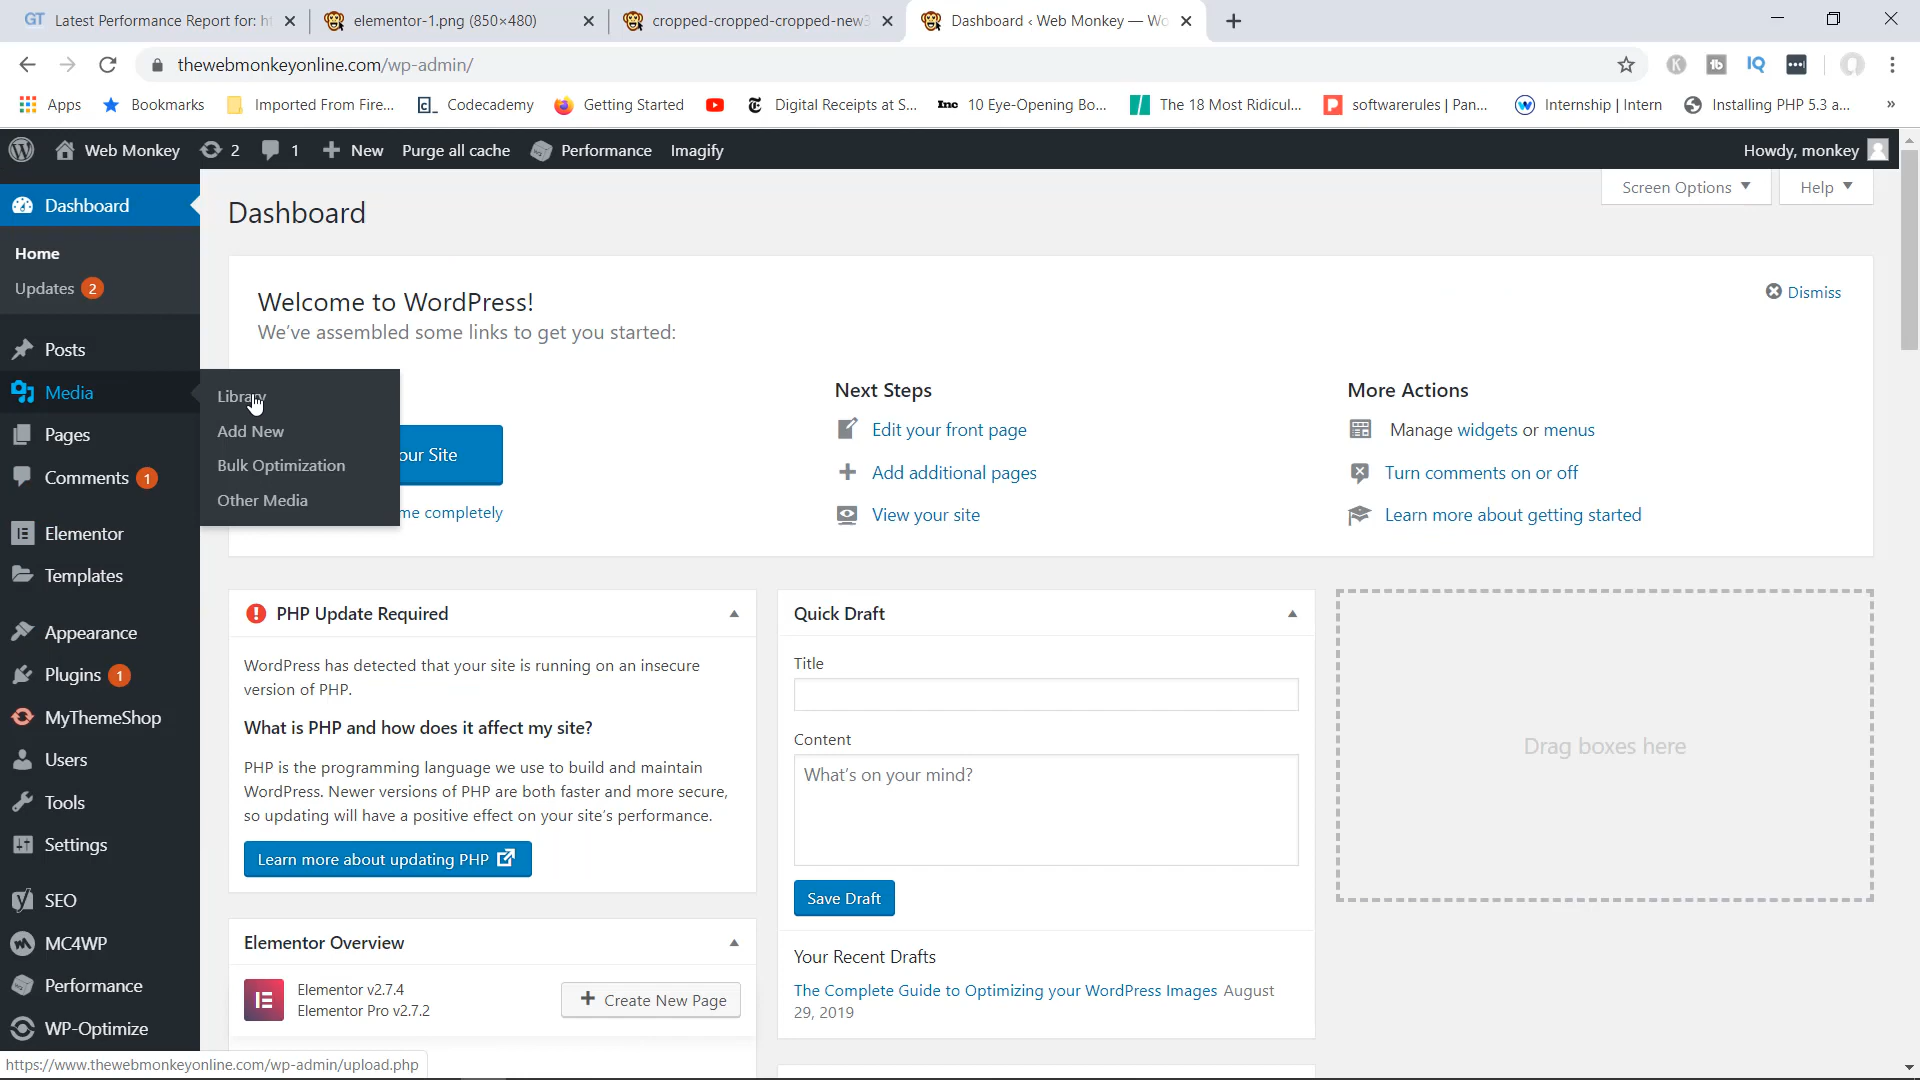 Latest Performance Report for: ht
elementor-1.png (850×480)
cropped-cropped-cropped-new3
Dashboard ‹ Web Monkey — Wo
thewebmonkeyonline.com/wp-admin/
Apps
Bookmarks
Imported From Fire...
Codecademy
Getting Started
Digital Receipts at S...
Inc 10 Eye-Opening Bo...
The 18 Most Ridicul...
softwarerules | Pan...
Internship | Intern
Installing PHP 5.3 a...
»
Web Monkey
2
1
New
Purge all cache
Performance
Imagify
Howdy, monkey
Dashboard
Home
Updates 2
Posts
Media
Pages
Comments 1
Elementor
Templates
Appearance
Plugins 1
MyThemeShop
Users
Tools
Settings
SEO
MC4WP
Performance
WP-Optimize
Library
Add New
Bulk Optimization
Other Media
Screen Options
Help
Dashboard
Welcome to WordPress!
We've assembled some links to get you started:
Dismiss
our Site
me completely
Next Steps
Edit your front page
Add additional pages
View your site
More Actions
Manage widgets or menus
Turn comments on or off
Learn more about getting started
PHP Update Required
WordPress has detected that your site is running on an insecure
version of PHP.
What is PHP and how does it affect my site?
PHP is the programming language we use to build and maintain
WordPress. Newer versions of PHP are both faster and more secure,
so updating will have a positive effect on your site's performance.
Learn more about updating PHP
Elementor Overview
Elementor v2.7.4
Elementor Pro v2.7.2
Create New Page
Quick Draft
Title
Content
What's on your mind?
Save Draft
Your Recent Drafts
The Complete Guide to Optimizing your WordPress Images August
29, 2019
Drag boxes here
https://www.thewebmonkeyonline.com/wp-admin/upload.php